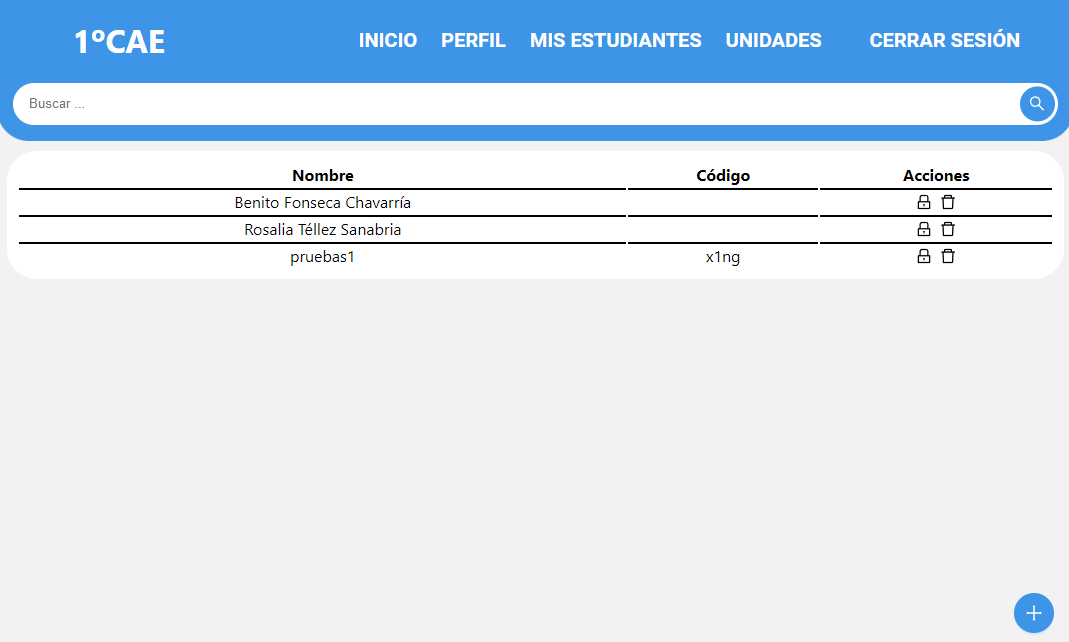 1ºCAE INICIO PERFIL MIS ESTUDIANTES UNIDADES CERRAR SESIÓN
Buscar ...
Nombre Código Acciones
Benito Fonseca Chavarría
Rosalia Téllez Sanabria
pruebas1 x1ng